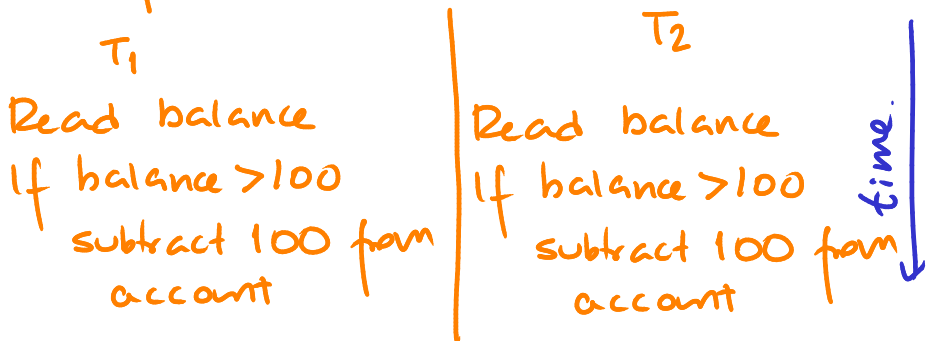 T1
Read balance
If balance >100
subtract 100 from
account
T2
Read balance
If balance >100
subtract 100 from
account
time.